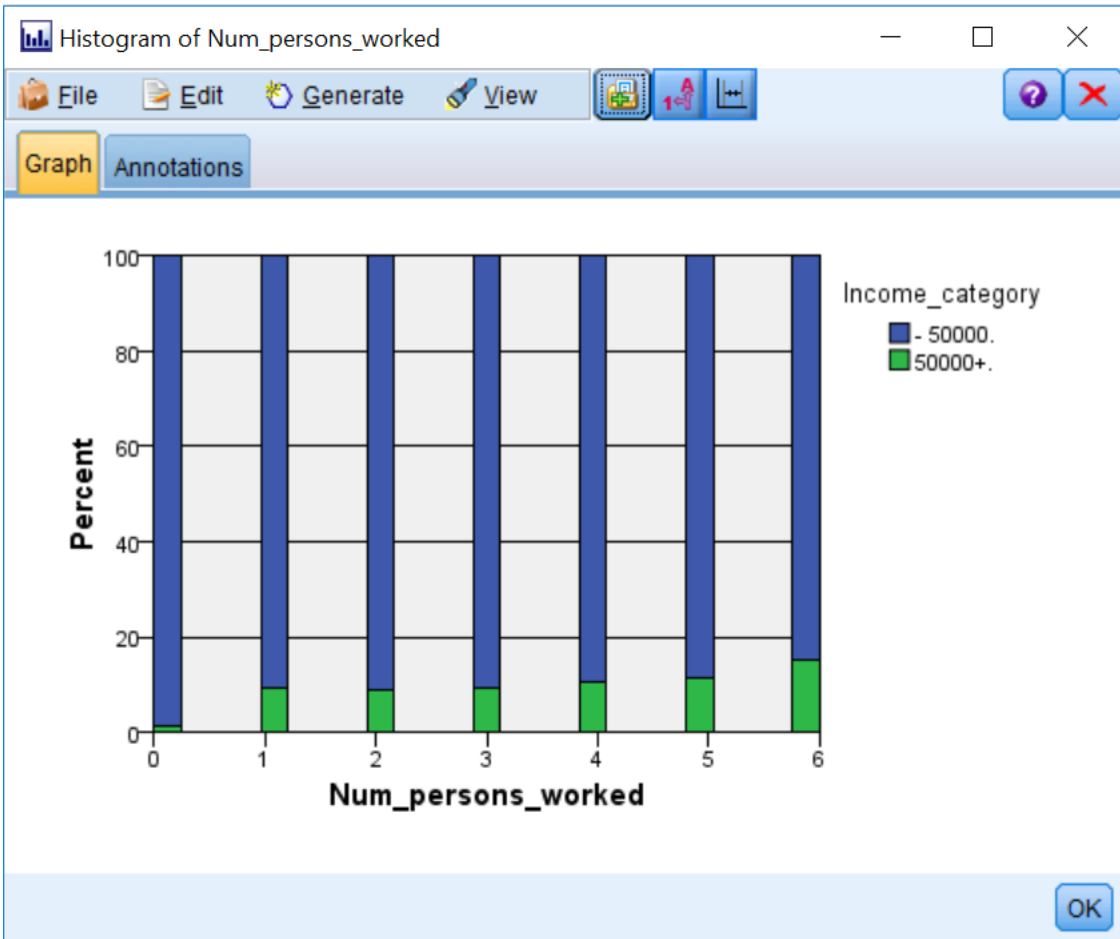 Histogram of Num_persons_worked
File Edit Generate View
Graph Annotations
100
80
60
40
20
0
Percent
0 1 2 3 4 5 6
Num_persons_worked
Income_category
- 50000.
50000+.
OK